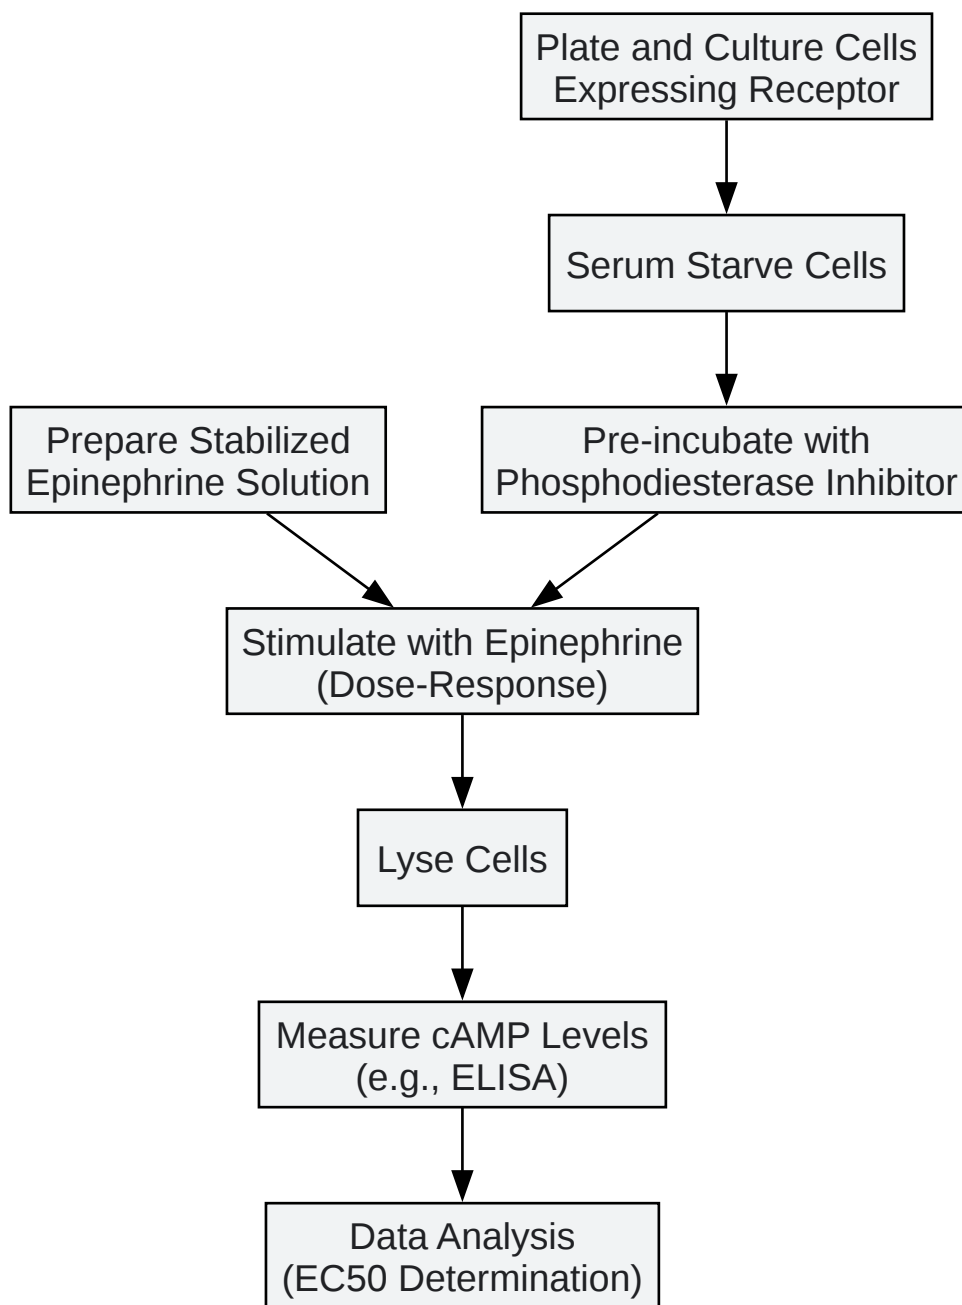 Plate and Culture Cells
Expressing Receptor
Serum Starve Cells
Prepare Stabilized
Epinephrine Solution
Pre-incubate with
Phosphodiesterase Inhibitor
Stimulate with Epinephrine
(Dose-Response)
Lyse Cells
Measure cAMP Levels
(e.g., ELISA)
Data Analysis
(EC50 Determination)